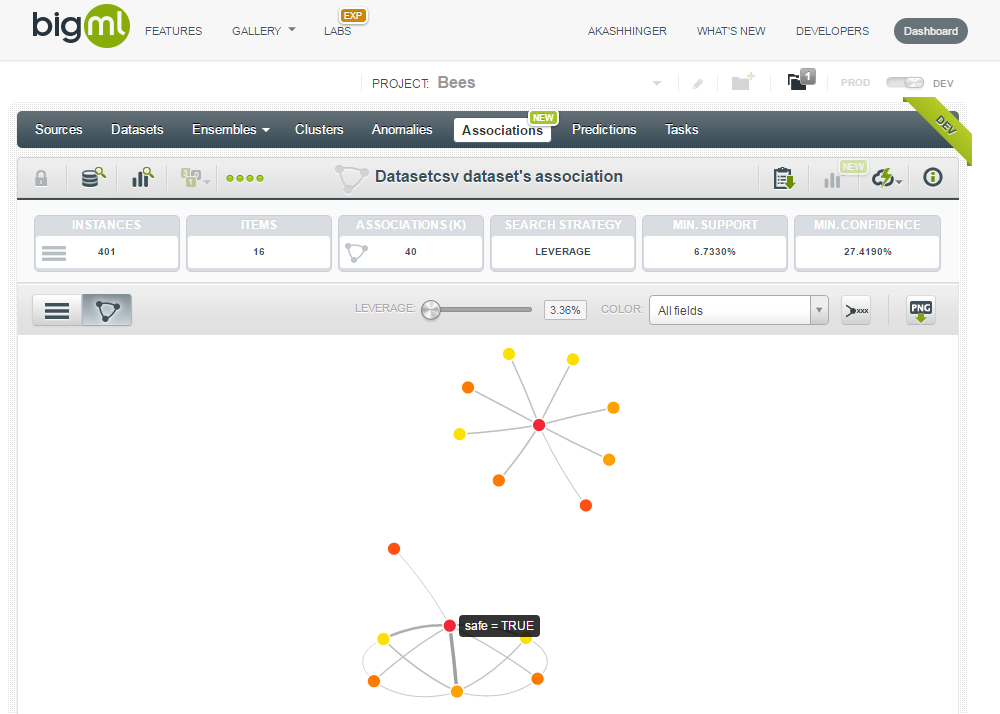 bigml
FEATURES
GALLERY
LABS
EXP
AKASHHINGER
WHAT'S NEW
DEVELOPERS
Dashboard
PROJECT: Bees
1
PROD
DEV
Sources
Datasets
Ensembles
Clusters
Anomalies
Associations
NEW
Predictions
Tasks
DEV
Datasetcsv dataset's association
NEW
INSTANCES
401
ITEMS
16
ASSOCIATIONS (K)
40
SEARCH STRATEGY
LEVERAGE
MIN. SUPPORT
6.7330%
MIN. CONFIDENCE
27.4190%
LEVERAGE:
3.36%
COLOR:
All fields
xxx
PNG
safe = TRUE